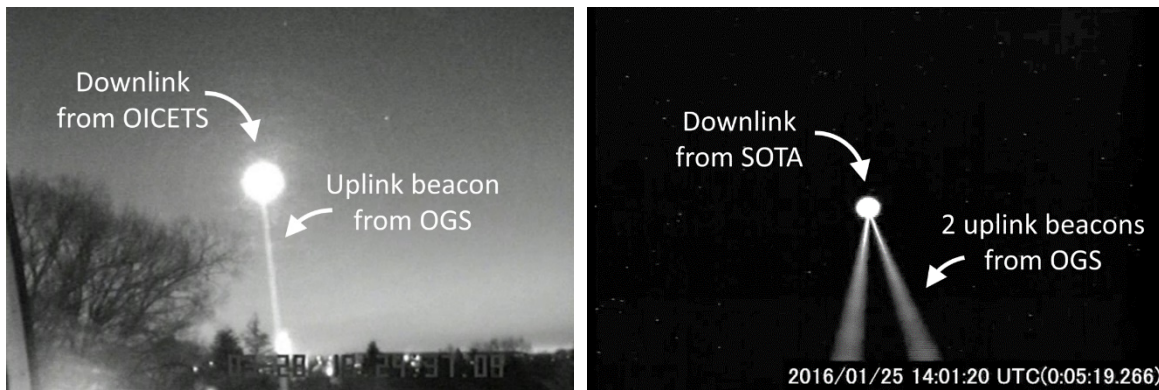 Downlink
from OICETS
Uplink beacon
from OGS
Downlink
from SOTA
2 uplink beacons
from OGS
2016/01/25 14:01:20 UTC(0:05:19.266)